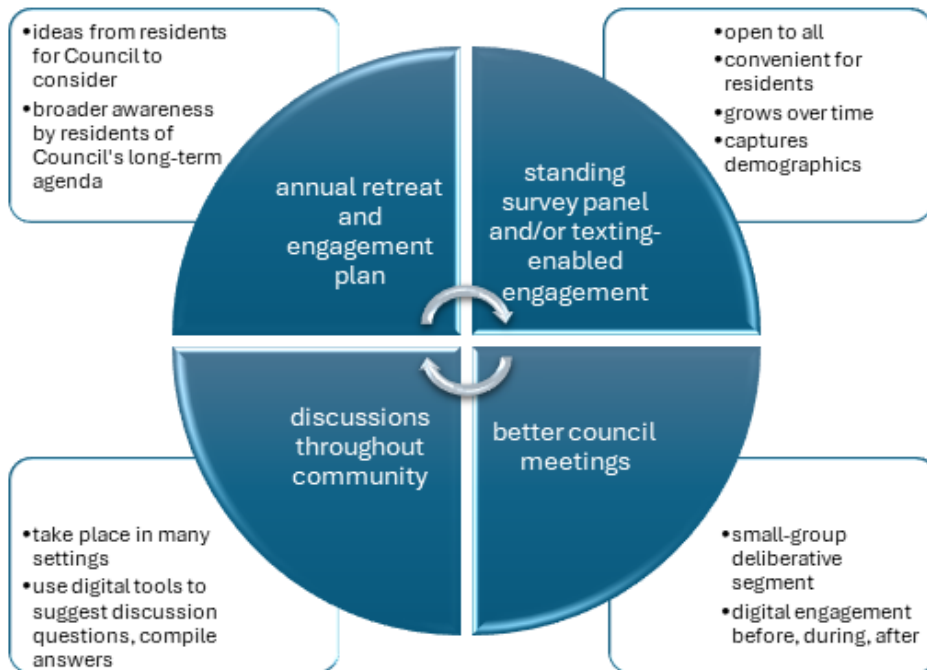 •ideas from residents
for Council to
consider
•broader awareness
by residents of
Council's long-term
agenda
annual retreat
and
engagement
plan
•open to all
•convenient for
residents
•grows over time
•captures
demographics
standing
survey panel
and/or texting-
enabled
engagement
discussions
throughout
community
•take place in many
settings
•use digital tools to
suggest discussion
questions, compile
answers
better council
meetings
•small-group
deliberative
segment
•digital engagement
before, during, after